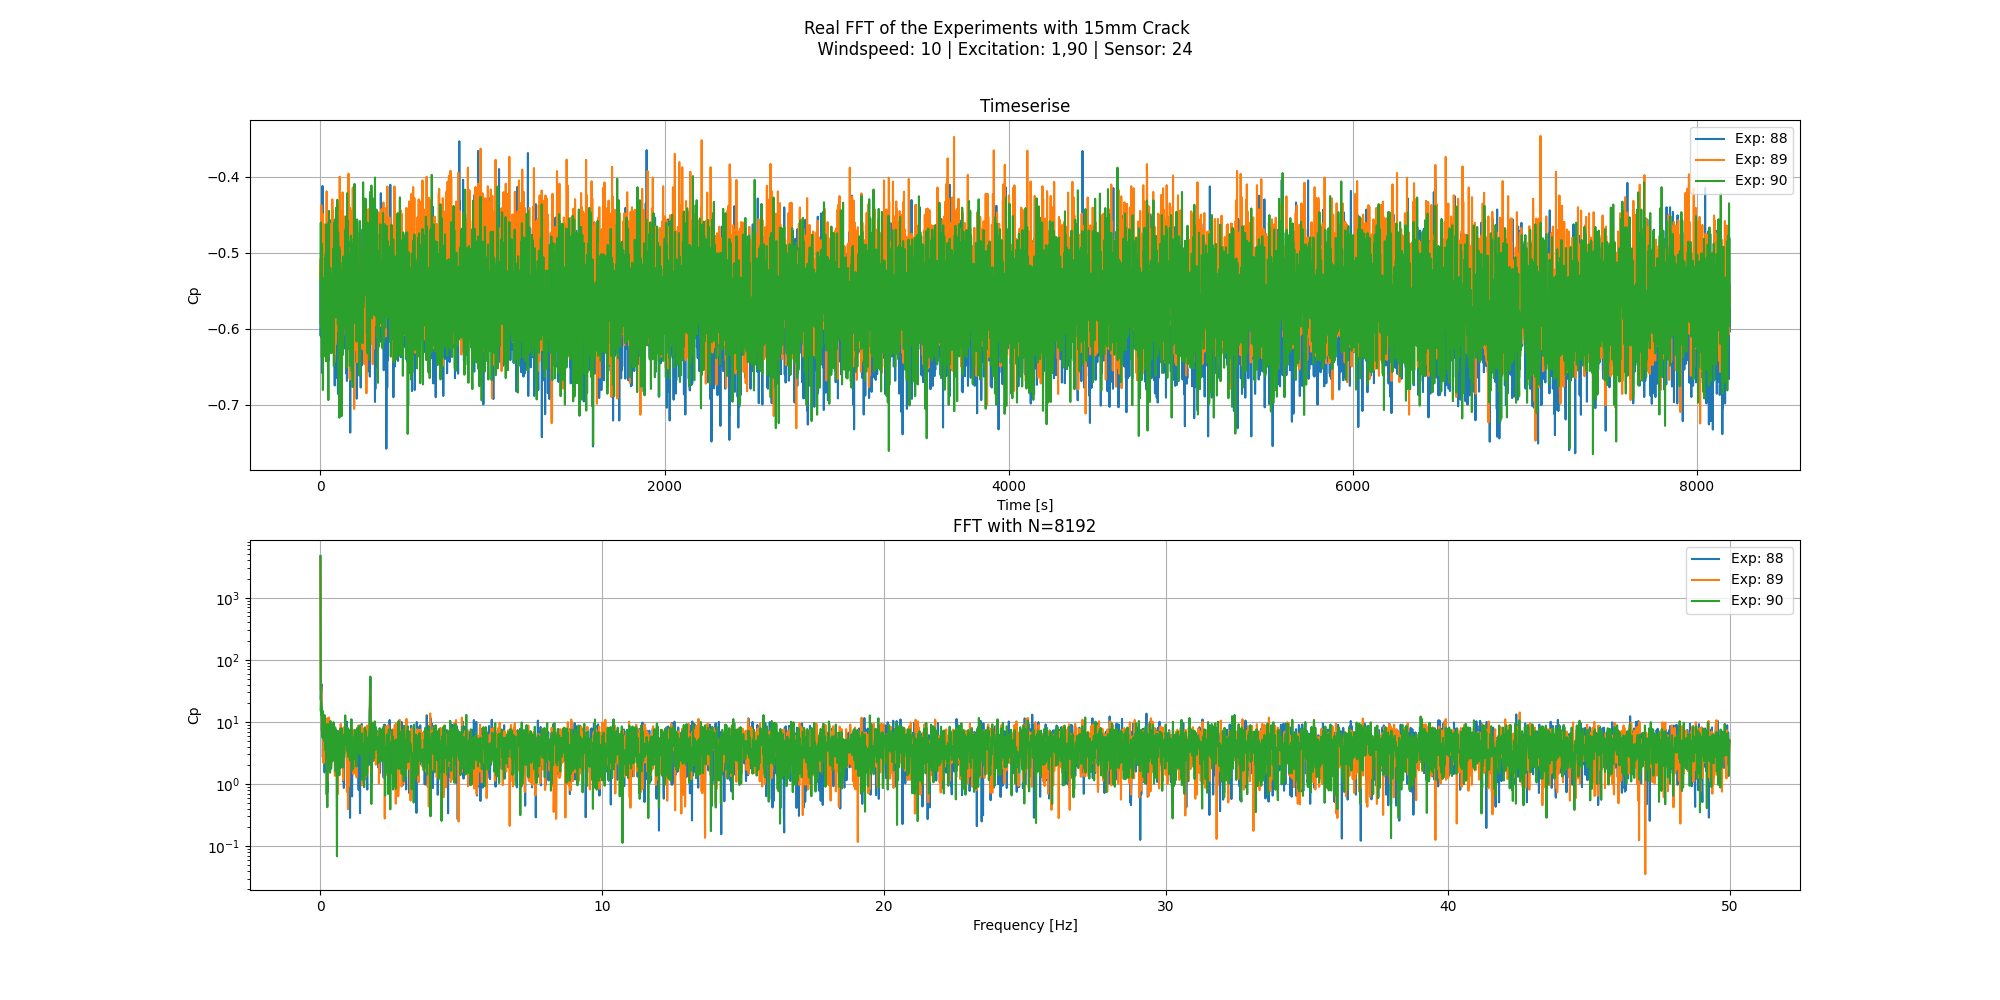 Real FFT of the Experiments with 15mm Crack
Windspeed: 10 | Excitation: 1,90 | Sensor: 24
Timeserise
Exp: 88
Exp: 89
Exp: 90
−0.4
−0.5
−0.6
−0.7
Cp
0 2000 4000 6000 8000
Time [s]
FFT with N=8192
Exp: 88
Exp: 89
Exp: 90
10³
10²
10¹
10⁰
10⁻¹
Cp
0 10 20 30 40 50
Frequency [Hz]